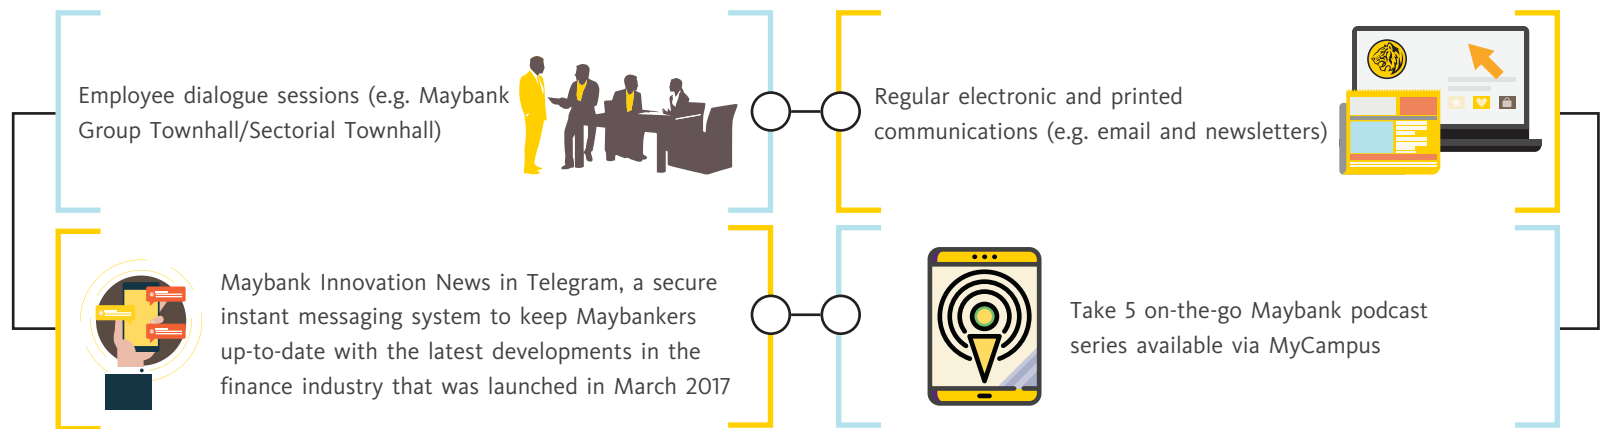 Employee dialogue sessions (e.g. Maybank
Group Townhall/Sectorial Townhall)
Regular electronic and printed
communications (e.g. email and newsletters)
Maybank Innovation News in Telegram, a secure
instant messaging system to keep Maybankers
up-to-date with the latest developments in the
finance industry that was launched in March 2017
Take 5 on-the-go Maybank podcast
series available via MyCampus